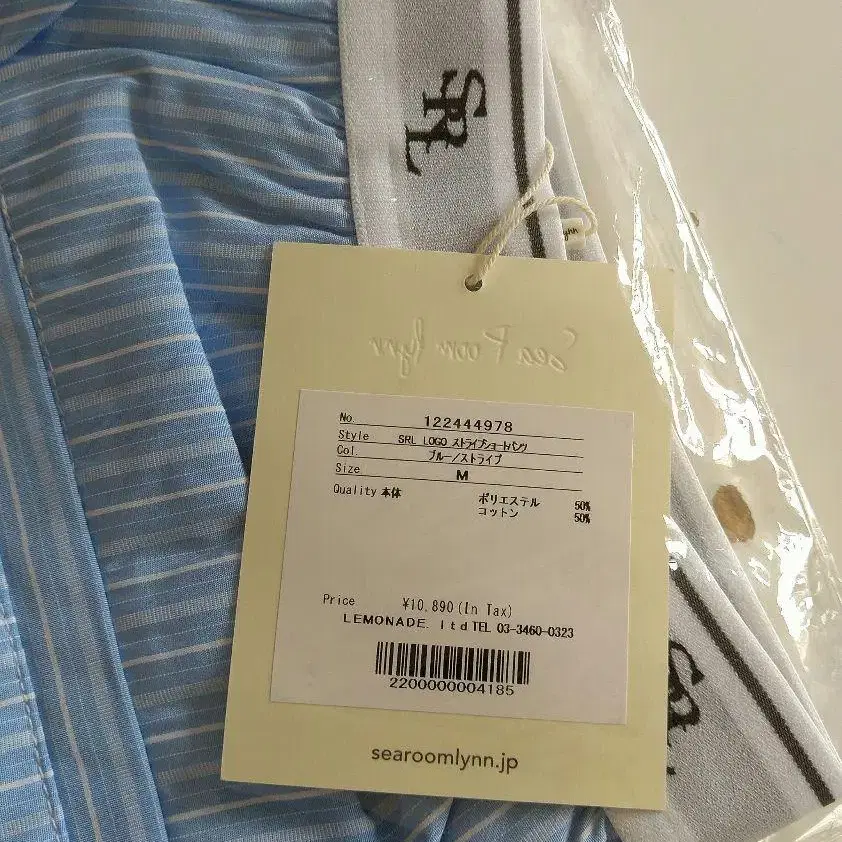 SRL
No. 122444978
Style SRL LOGO ストライプショートパンツ
Col. ブルー/ストライプ
Size M
Quality 本体 ポリエステル 50%
コットン 50%
Price ¥10,890(In Tax)
LEMONADE. ltd TEL 03-3460-0323
2200000004185
searoomlynn.jp
SRL